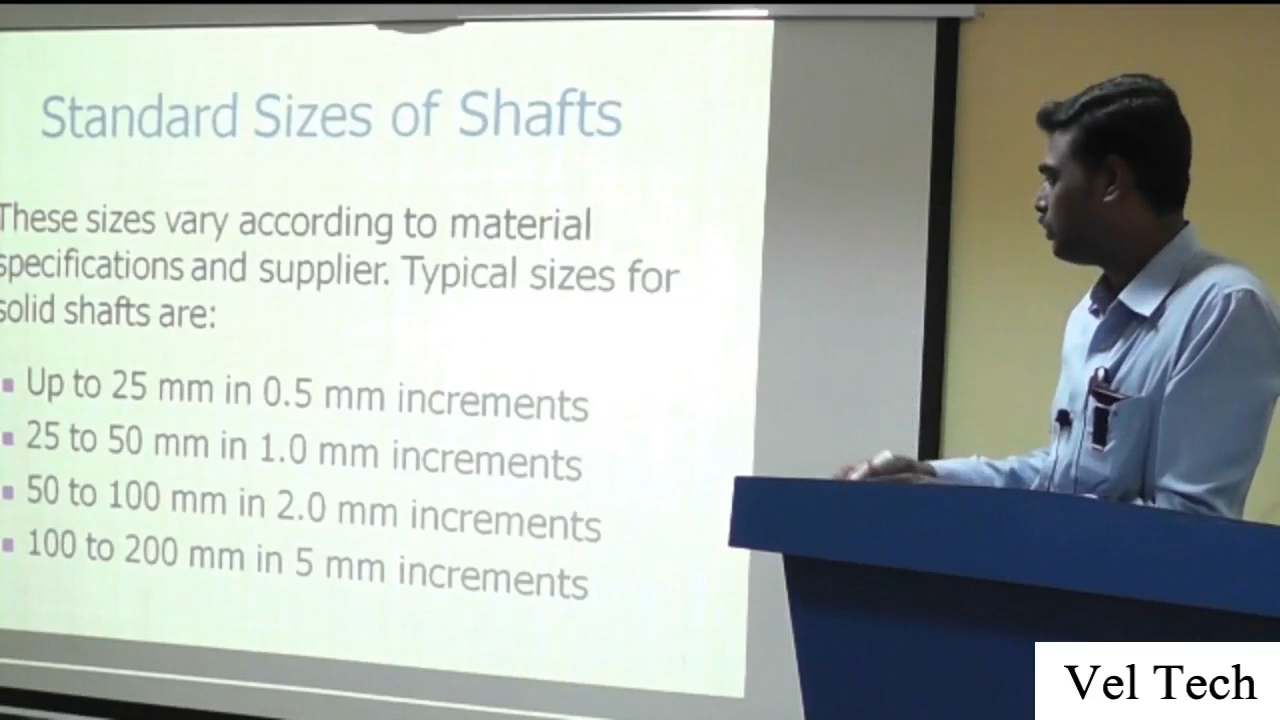 Standard Sizes of Shafts
These sizes vary according to material
specifications and supplier. Typical sizes for
solid shafts are:
▪ Up to 25 mm in 0.5 mm increments
▪ 25 to 50 mm in 1.0 mm increments
▪ 50 to 100 mm in 2.0 mm increments
▪ 100 to 200 mm in 5 mm increments
Vel Tech